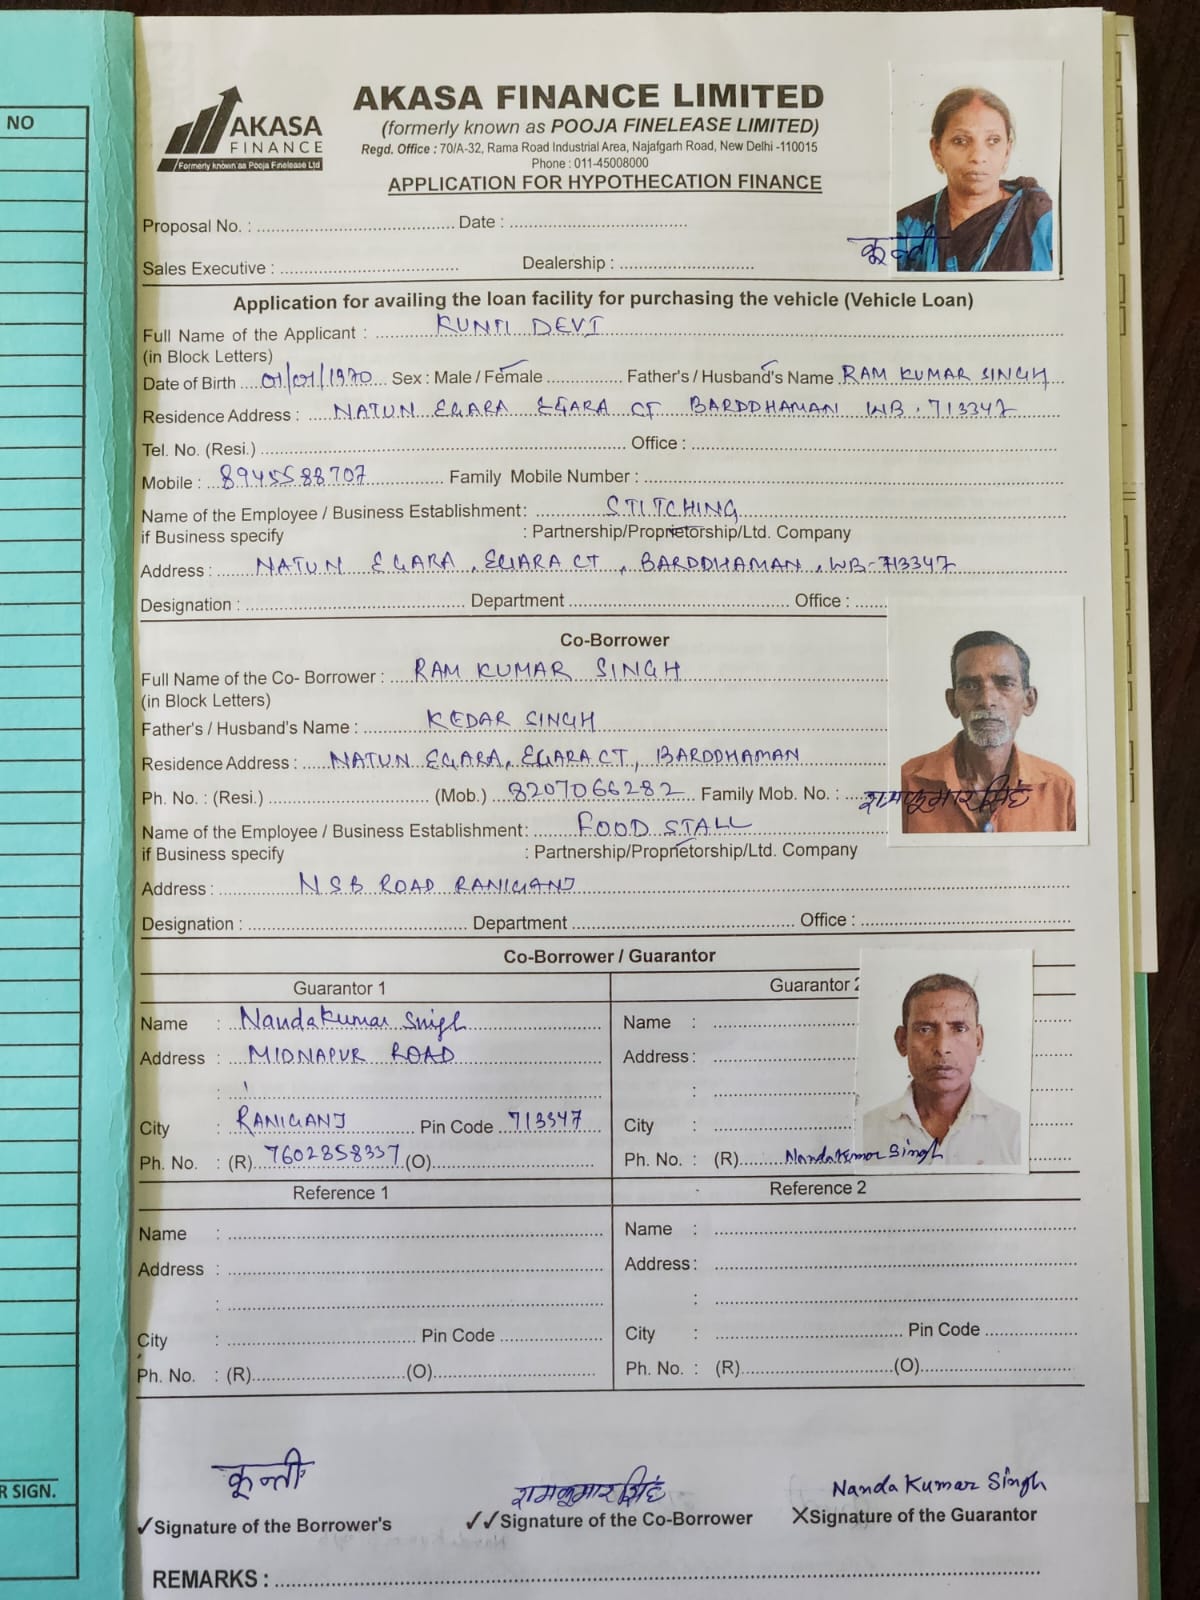 NO
AKASA
FINANCE
Formerly known as Pooja Finelease Ltd
AKASA FINANCE LIMITED
(formerly known as POOJA FINELEASE LIMITED)
Regd. Office : 70/A-32, Rama Road Industrial Area, Najafgarh Road, New Delhi -110015
Phone : 011-45008000
APPLICATION FOR HYPOTHECATION FINANCE
Proposal No. : Date :
कून्ती
Sales Executive : Dealership :
Application for availing the loan facility for purchasing the vehicle (Vehicle Loan)
Full Name of the Applicant : KUNTI DEVI
(in Block Letters)
Date of Birth 01/01/1970 Sex : Male / Female Father's / Husband's Name RAM KUMAR SINGH
Residence Address : NATUN EGARA EGARA CT BARDDHAMAN WB. 713347
Tel. No. (Resi.) Office :
Mobile : 8945588707 Family Mobile Number :
Name of the Employee / Business Establishment: STITCHING
if Business specify : Partnership/Proprietorship/Ltd. Company
Address : NATUN EGARA, EGARA CT, BARDDHAMAN, WB-713347
Designation : Department Office :
Co-Borrower
Full Name of the Co- Borrower : RAM KUMAR SINGH
(in Block Letters)
Father's / Husband's Name : KEDAR SINGH
Residence Address : NATUN EGARA, EGARA CT, BARDDHAMAN
Ph. No. : (Resi.) (Mob.) 8207066282 Family Mob. No. : रामकुमार सिंह
Name of the Employee / Business Establishment: FOOD STALL
if Business specify : Partnership/Proprietorship/Ltd. Company
Address : NSB ROAD RANIGANJ
Designation : Department Office :
Co-Borrower / Guarantor
Guarantor 1 Guarantor 2
Name : Nandakumar Singh Name :
Address : MIDNAPUR ROAD Address :
: :
City : RANIGANJ Pin Code 713347 City :
Ph. No. : (R) 7602858337 (O) Ph. No. : (R) Nandakumar Singh
Reference 1 Reference 2
Name : Name :
Address : Address :
: :
City : Pin Code City : Pin Code
Ph. No. : (R) (O) Ph. No. : (R) (O)
कून्ती रामकुमार सिंह Nanda Kumar Singh
R SIGN.
✓Signature of the Borrower's ✓✓Signature of the Co-Borrower XSignature of the Guarantor
REMARKS :